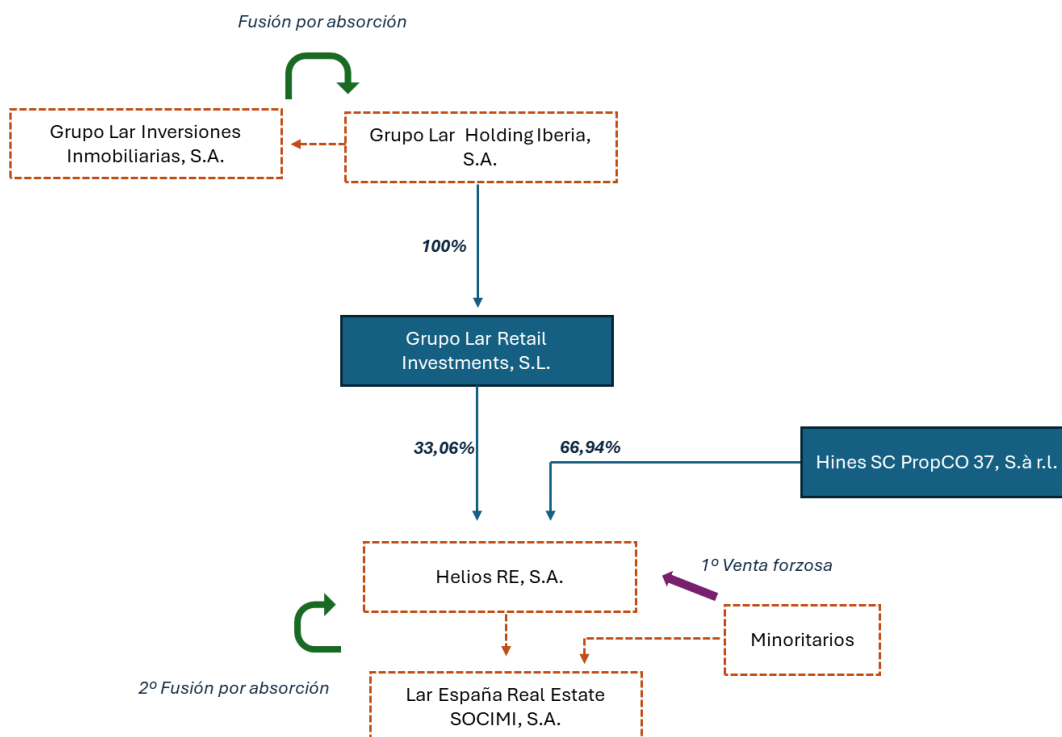 Fusión por absorción
Grupo Lar Inversiones
Inmobiliarias, S.A.
Grupo Lar Holding Iberia,
S.A.
100%
Grupo Lar Retail
Investments, S.L.
33,06%
66,94%
Hines SC PropCO 37, S.à r.l.
Helios RE, S.A.
1º Venta forzosa
Minoritarios
2º Fusión por absorción
Lar España Real Estate
SOCIMI, S.A.